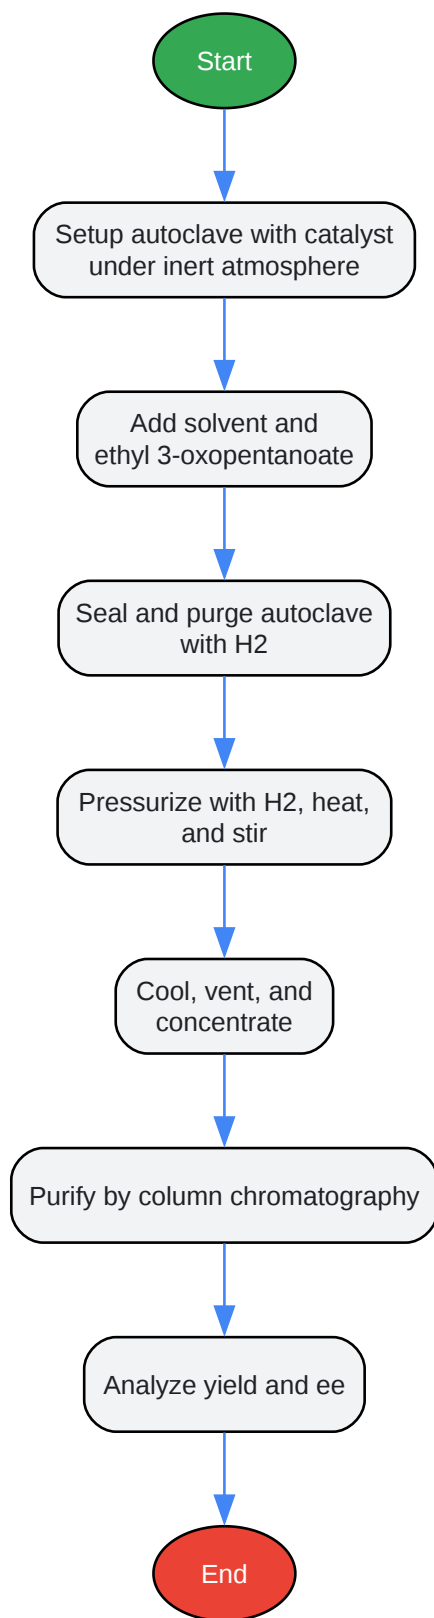 Start
Setup autoclave with catalyst
under inert atmosphere
Add solvent and
ethyl 3-oxopentanoate
Seal and purge autoclave
with H2
Pressurize with H2, heat,
and stir
Cool, vent, and
concentrate
Purify by column chromatography
Analyze yield and ee
End